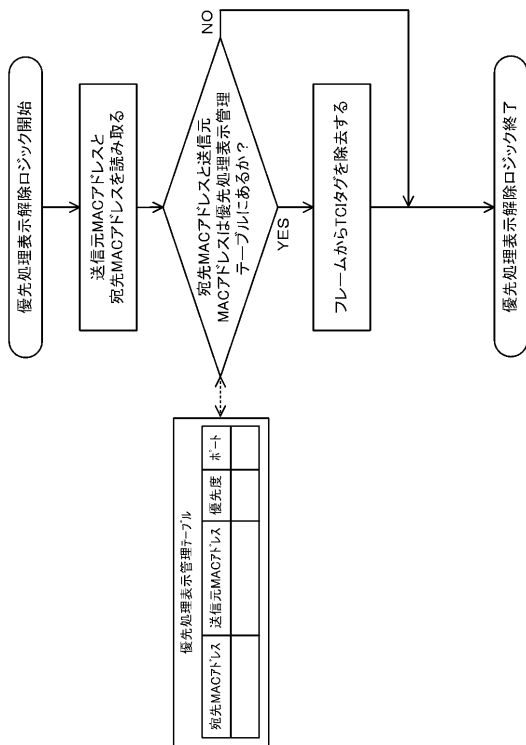 優先処理表示解除ロジック開始
送信元MACアドレスと
宛先MACアドレスを読み取る
宛先MACアドレスと送信元
MACアドレスは優先処理表示管理
テーブルにあるか?
NO
YES
フレームからTCIタグを除去する
優先処理表示解除ロジック終了
優先処理表示管理テーブル
宛先MACアドレス 送信元MACアドレス 優先度 ポート